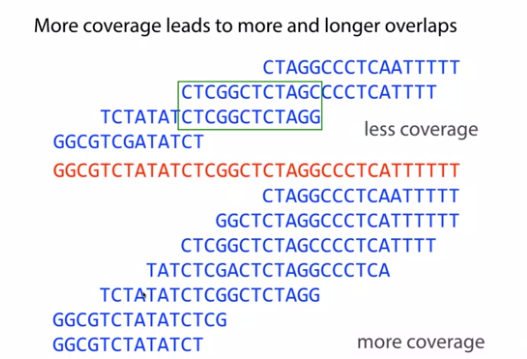 More coverage leads to more and longer overlaps
CTAGGCCCTCAATTTTT
CTCGGCTCTAGCCCCTCATTTT
TCTATATCTCGGCTCTAGG
less coverage
GGCGTCGATATCT
GGCGTCTATATCTCGGCTCTAGGCCCTCATTTTTT
CTAGGCCCTCAATTTTT
GGCTCTAGGCCCTCATTTTTT
CTCGGCTCTAGCCCCTCATTTT
TATCTCGACTCTAGGCCCTCA
TCTATATCTCGGCTCTAGG
GGCGTCTATATCTCG
GGCGTCTATATCT
more coverage